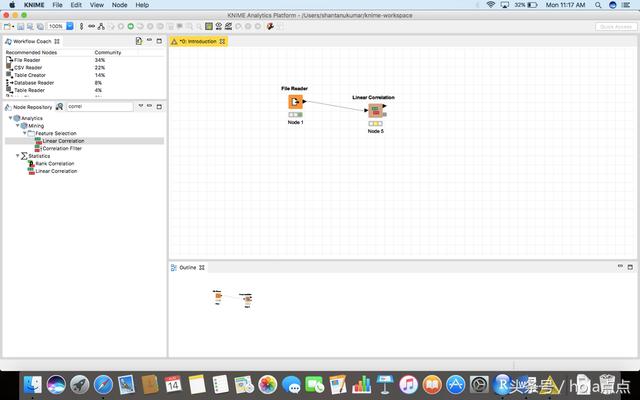 KNIME File Edit View Node Help
32% Mon 11:17 AM
KNIME Analytics Platform - /Users/shantanukumar/knime-workspace
100%
Quick Access
Workflow Coach
Recommended Nodes Community
File Reader 34%
CSV Reader 22%
Table Creator 14%
Database Reader 8%
Table Reader 4%
Node Repository correl
Analytics
Mining
Feature Selection
Linear Correlation
Correlation Filter
Statistics
Rank Correlation
Linear Correlation
*0: Introduction
File Reader
Node 1
Linear Correlation
Node 5
Outline
14
头条号 / hola点点